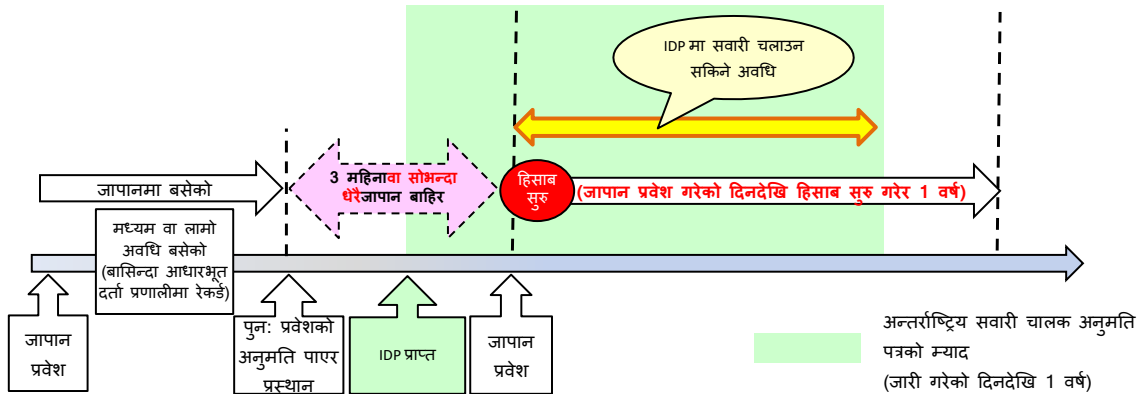 IDP मा सवारी चलाउन
सकिने अवधि
जापानमा बसेको
3 महिनावा सोभन्दा
धेरैजापान बाहिर
हिसाब
सुरु
(जापान प्रवेश गरेको दिनदेखि हिसाब सुरु गरेर 1 वर्ष)
मध्यम वा लामो
अवधि बसेको
(बासिन्दा आधारभूत
दर्ता प्रणालीमा रेकर्ड)
जापान
प्रवेश
पुन: प्रवेशको
अनुमति पाएर
प्रस्थान
IDP प्राप्त
जापान
प्रवेश
अन्तर्राष्ट्रिय सवारी चालक अनुमति
पत्रको म्याद
(जारी गरेको दिनदेखि 1 वर्ष)